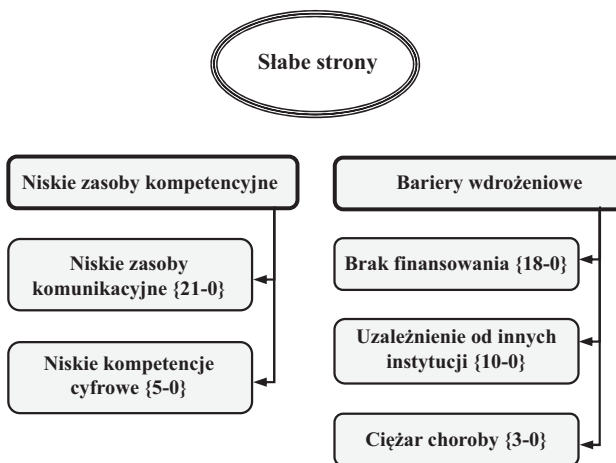 Słabe strony
Niskie zasoby kompetencyjne
Niskie zasoby
komunikacyjne {21-0}
Niskie kompetencje
cyfrowe {5-0}
Bariery wdrożeniowe
Brak finansowania {18-0}
Uzależnienie od innych
instytucji {10-0}
Ciężar choroby {3-0}